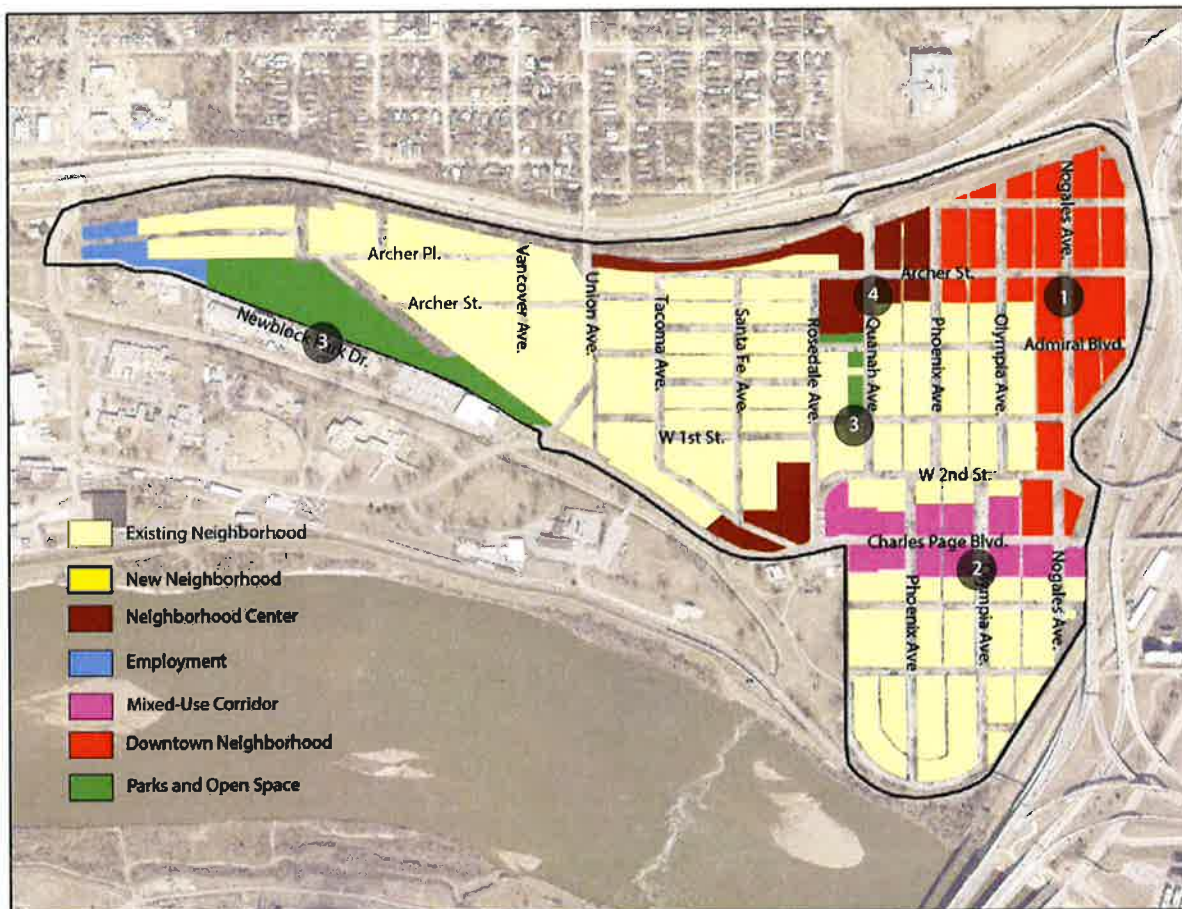 Nogales Ave.
Archer Pl.
Vancover Ave.
Archer St.
Archer St.
Union Ave.
Tacoma Ave.
Santa Fe Ave.
Rosedale Ave.
Quanah Ave.
Phoenix Ave.
Olympia Ave.
4
1
Admiral Blvd.
Newblock Park Dr.
3
3
W 1st St.
W 2nd St.
Charles Page Blvd.
2
Phoenix Ave.
Olympia Ave.
Nogales Ave.
Existing Neighborhood
New Neighborhood
Neighborhood Center
Employment
Mixed-Use Corridor
Downtown Neighborhood
Parks and Open Space